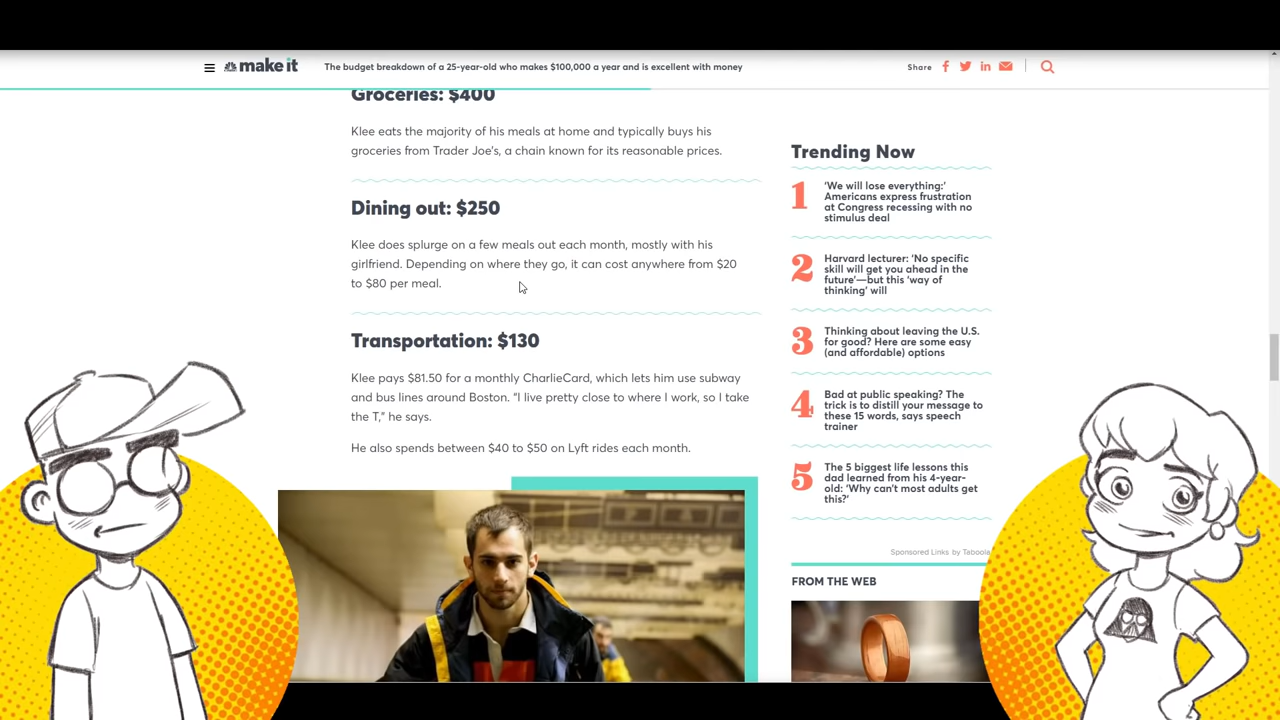 make it
The budget breakdown of a 25-year-old who makes $100,000 a year and is excellent with money
Share
Groceries: $400
Klee eats the majority of his meals at home and typically buys his
groceries from Trader Joe's, a chain known for its reasonable prices.
Dining out: $250
Klee does splurge on a few meals out each month, mostly with his
girlfriend. Depending on where they go, it can cost anywhere from $20
to $80 per meal.
Transportation: $130
Klee pays $81.50 for a monthly CharlieCard, which lets him use subway
and bus lines around Boston. "I live pretty close to where I work, so I take
the T," he says.
He also spends between $40 to $50 on Lyft rides each month.
Trending Now
1
'We will lose everything:'
Americans express frustration
at Congress recessing with no
stimulus deal
2
Harvard lecturer: 'No specific
skill will get you ahead in the
future'—but this 'way of
thinking' will
3
Thinking about leaving the U.S.
for good? Here are some easy
(and affordable) options
4
Bad at public speaking? The
trick is to distill your message to
these 15 words, says speech
trainer
5
The 5 biggest life lessons this
dad learned from his 4-year-
old: 'Why can't most adults get
this?'
Sponsored Links by Taboola
FROM THE WEB